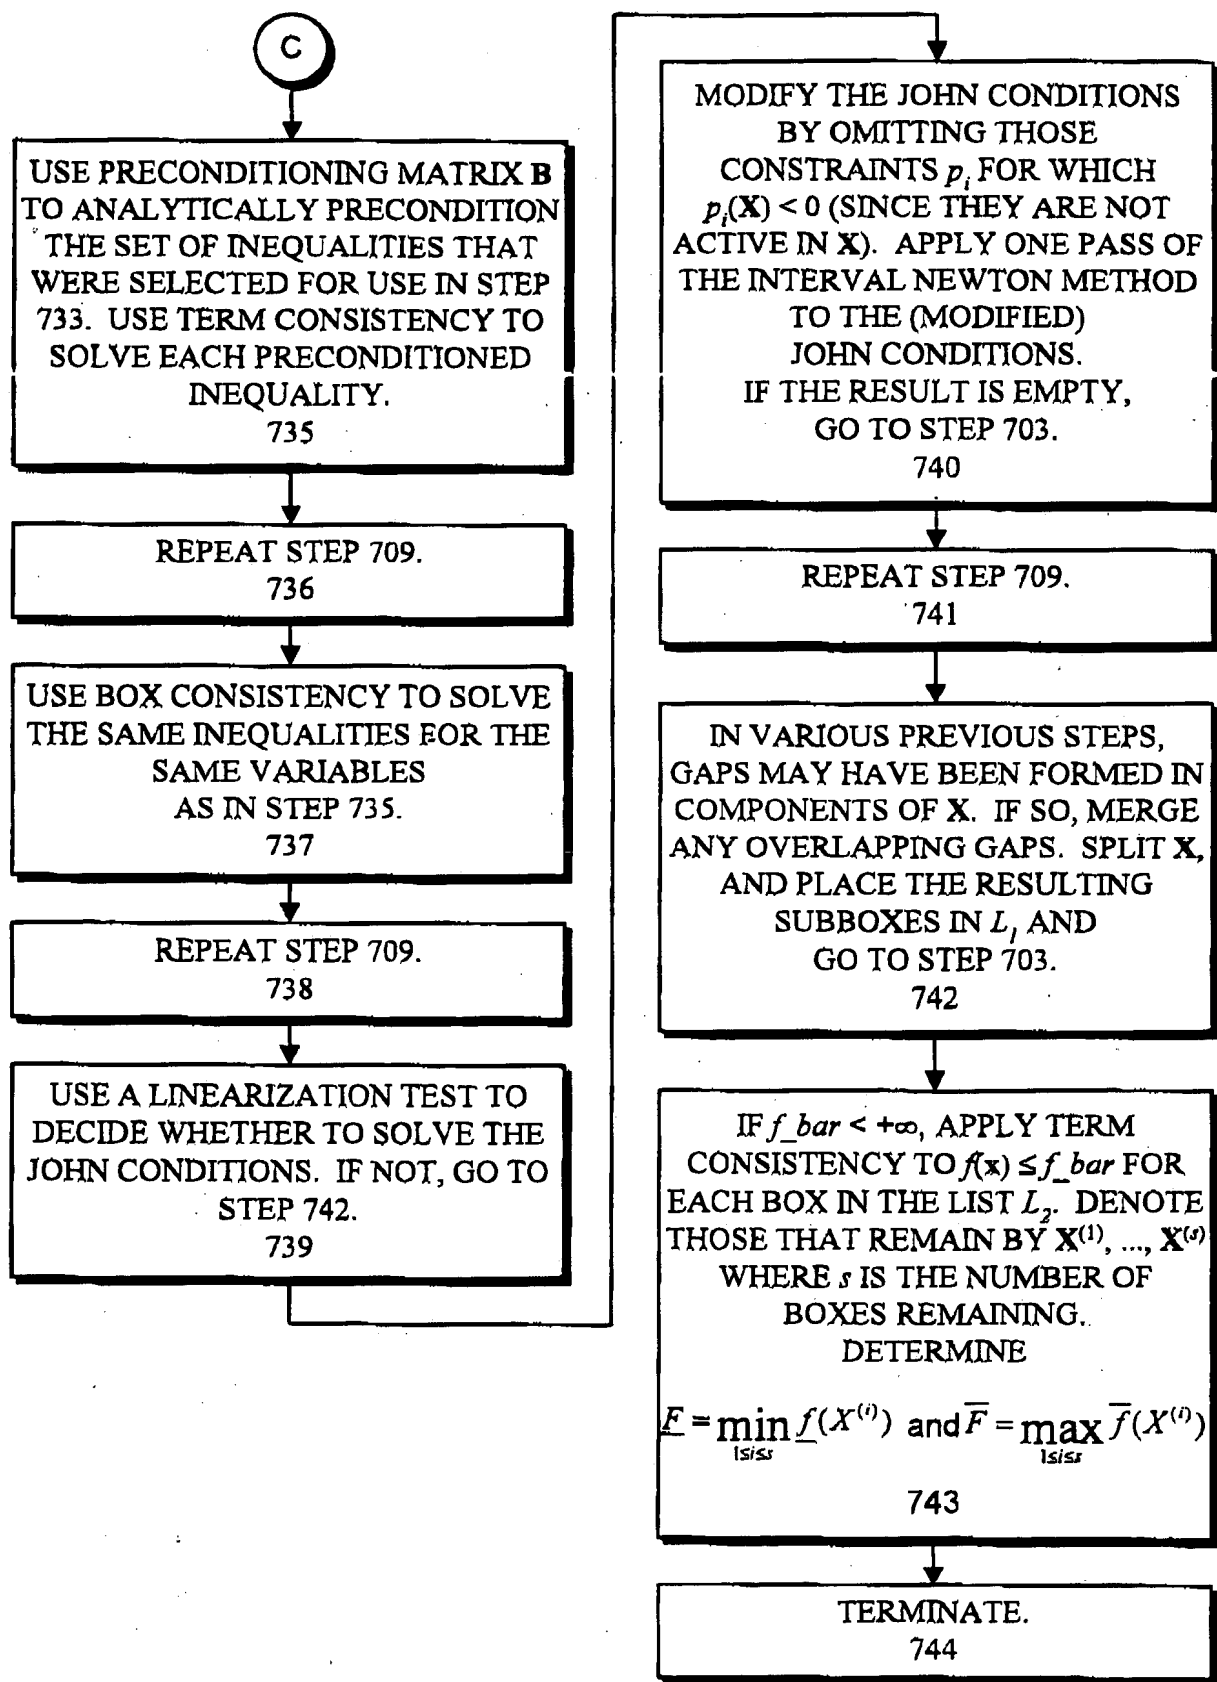 C
USE PRECONDITIONING MATRIX B
TO ANALYTICALLY PRECONDITION
THE SET OF INEQUALITIES THAT
WERE SELECTED FOR USE IN STEP
733. USE TERM CONSISTENCY TO
SOLVE EACH PRECONDITIONED
INEQUALITY.
735
REPEAT STEP 709.
736
USE BOX CONSISTENCY TO SOLVE
THE SAME INEQUALITIES FOR THE
SAME VARIABLES
AS IN STEP 735.
737
REPEAT STEP 709.
738
USE A LINEARIZATION TEST TO
DECIDE WHETHER TO SOLVE THE
JOHN CONDITIONS. IF NOT, GO TO
STEP 742.
739
MODIFY THE JOHN CONDITIONS
BY OMITTING THOSE
CONSTRAINTS p_i FOR WHICH
p_i(X) < 0 (SINCE THEY ARE NOT
ACTIVE IN X). APPLY ONE PASS OF
THE INTERVAL NEWTON METHOD
TO THE (MODIFIED)
JOHN CONDITIONS.
IF THE RESULT IS EMPTY,
GO TO STEP 703.
740
REPEAT STEP 709.
741
IN VARIOUS PREVIOUS STEPS,
GAPS MAY HAVE BEEN FORMED IN
COMPONENTS OF X. IF SO, MERGE
ANY OVERLAPPING GAPS. SPLIT X,
AND PLACE THE RESULTING
SUBBOXES IN L_1 AND
GO TO STEP 703.
742
IF f_bar < +∞, APPLY TERM
CONSISTENCY TO f(x) ≤ f_bar FOR
EACH BOX IN THE LIST L_2. DENOTE
THOSE THAT REMAIN BY X^(1), ..., X^(s)
WHERE s IS THE NUMBER OF
BOXES REMAINING.
DETERMINE
F̲ = min f̲(X^(i)) and F̅ = max f̅(X^(i))
1≤i≤s 1≤i≤s
743
TERMINATE.
744